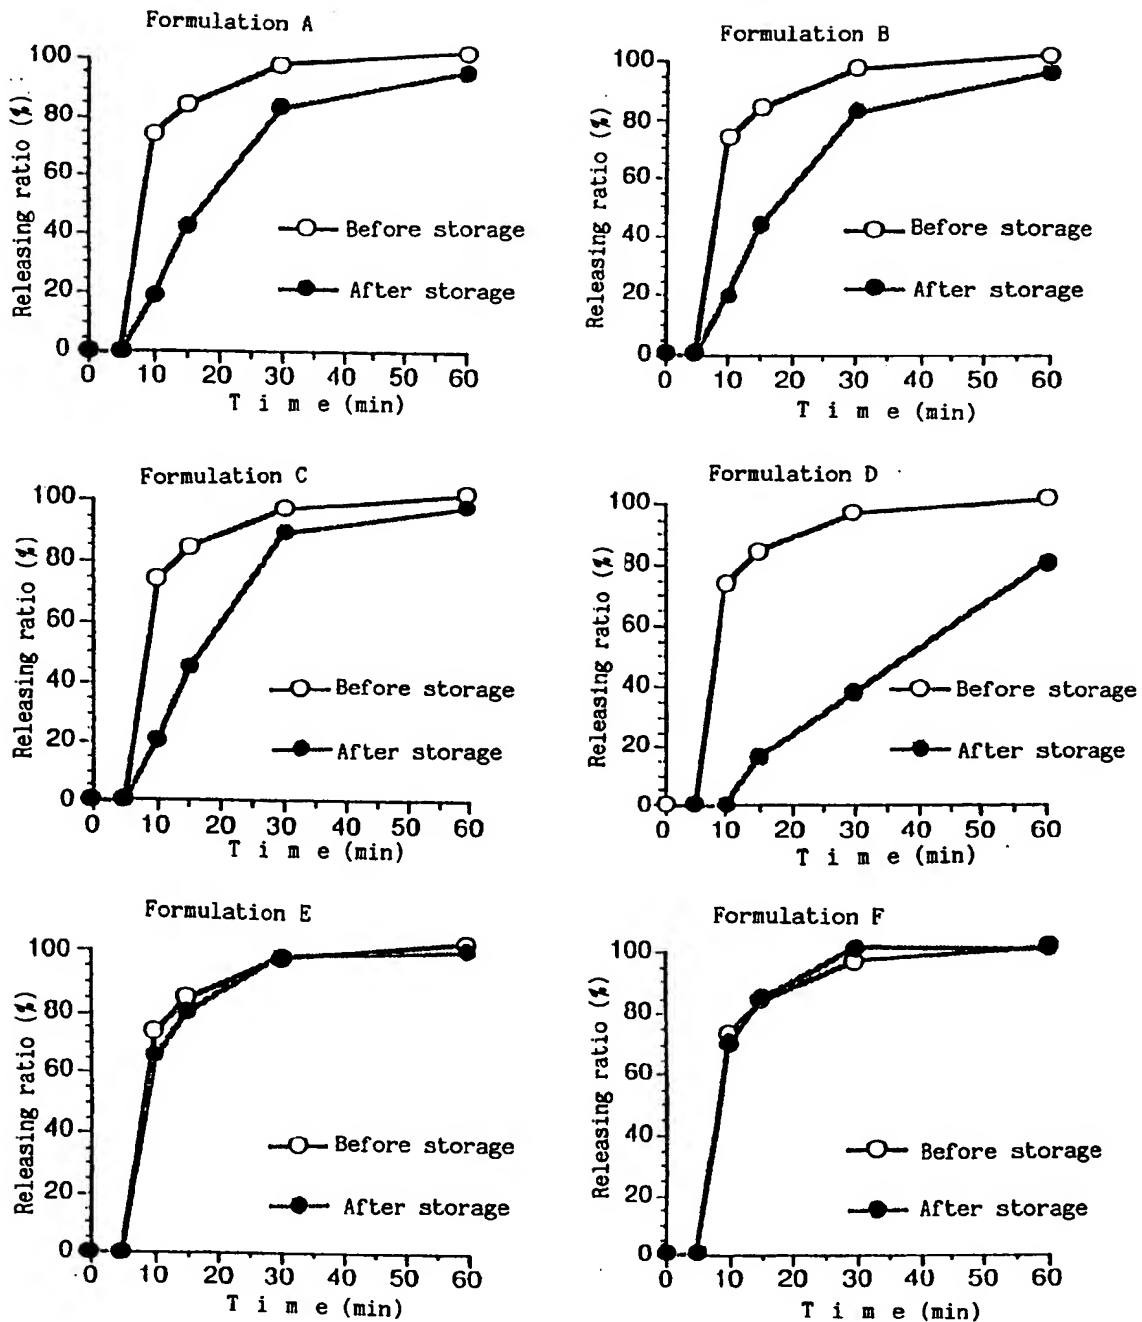 Formulation A
Releasing ratio (%)
100
80
60
40
20
0
Before storage
After storage
0 10 20 30 40 50 60
T i m e (min)
Formulation B
Releasing ratio (%)
100
80
60
40
20
0
Before storage
After storage
0 10 20 30 40 50 60
T i m e (min)
Formulation C
Releasing ratio (%)
100
80
60
40
20
0
Before storage
After storage
0 10 20 30 40 50 60
T i m e (min)
Formulation D
Releasing ratio (%)
100
80
60
40
20
0
Before storage
After storage
0 10 20 30 40 50 60
T i m e (min)
Formulation E
Releasing ratio (%)
100
80
60
40
20
0
Before storage
After storage
0 10 20 30 40 50 60
T i m e (min)
Formulation F
Releasing ratio (%)
100
80
60
40
20
0
Before storage
After storage
0 10 20 30 40 50 60
T i m e (min)